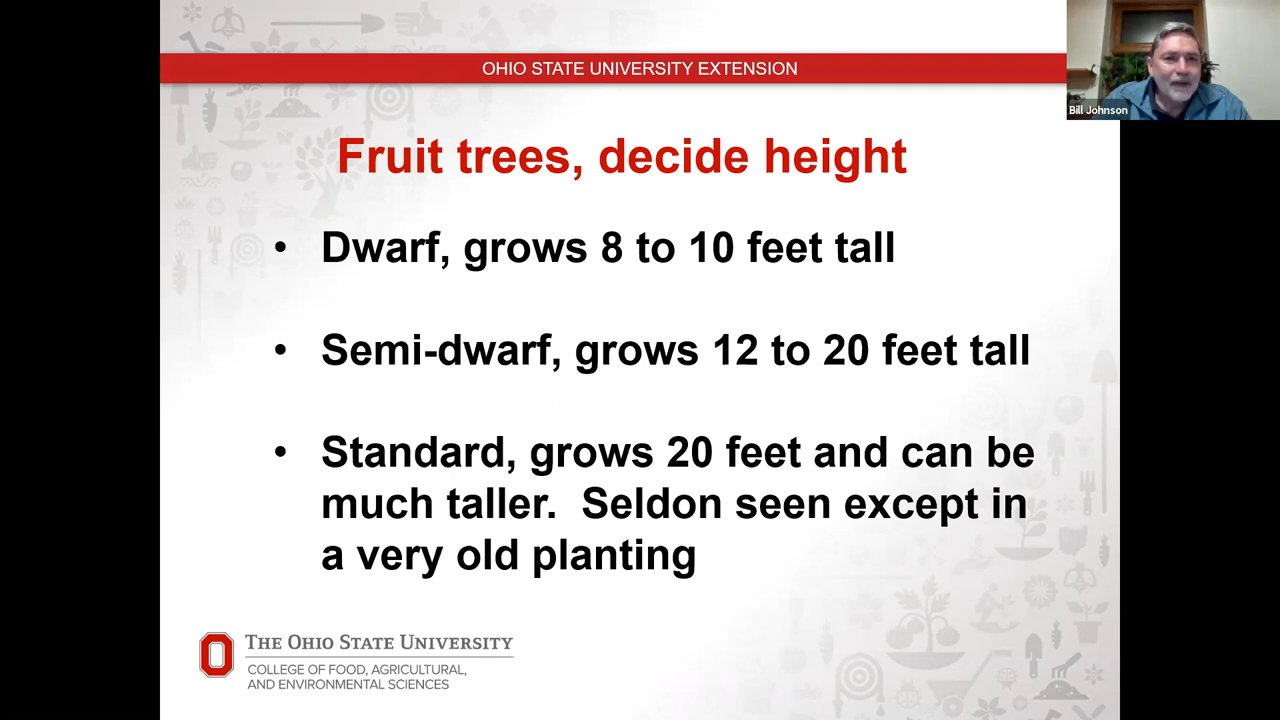 OHIO STATE UNIVERSITY EXTENSION
Bill Johnson
Fruit trees, decide height
• Dwarf, grows 8 to 10 feet tall
• Semi-dwarf, grows 12 to 20 feet tall
• Standard, grows 20 feet and can be
much taller.  Seldon seen except in
a very old planting
THE OHIO STATE UNIVERSITY
COLLEGE OF FOOD, AGRICULTURAL,
AND ENVIRONMENTAL SCIENCES